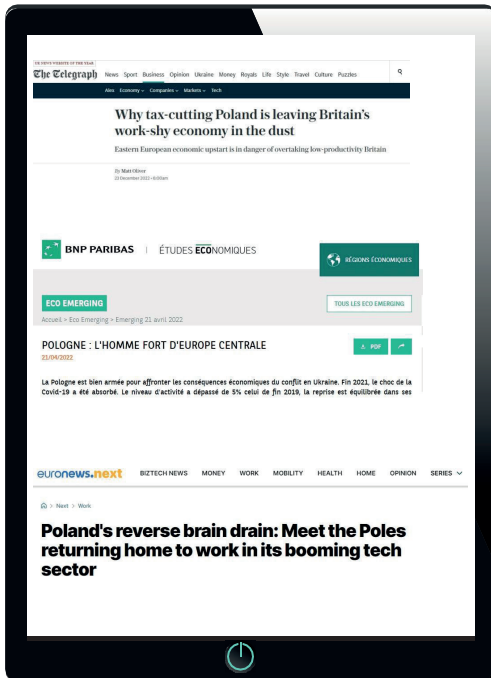 UK NEWS WEBSITE OF THE YEAR
The Telegraph News Sport Business Opinion Ukraine Money Royals Life Style Travel Culture Puzzles
Alex Economy Companies Markets Tech
Why tax-cutting Poland is leaving Britain's
work-shy economy in the dust
Eastern European economic upstart is in danger of overtaking low-productivity Britain
By Matt Oliver
BNP PARIBAS | ÉTUDES ECONOMIQUES
RÉGIONS ÉCONOMIQUES
ECO EMERGING
TOUS LES ECO EMERGING
Accueil > Eco Emerging > Emerging 21 avril 2022
POLOGNE : L'HOMME FORT D'EUROPE CENTRALE
PDF
21/04/2022
La Pologne est bien armée pour affronter les conséquences économiques du conflit en Ukraine. Fin 2021, le choc de la
Covid-19 a été absorbé. Le niveau d'activité a dépassé de 5% celui de fin 2019, la reprise est équilibrée dans ses
euronews.next BIZTECH NEWS MONEY WORK MOBILITY HEALTH HOME OPINION SERIES
> Next > Work
Poland's reverse brain drain: Meet the Poles
returning home to work in its booming tech
sector